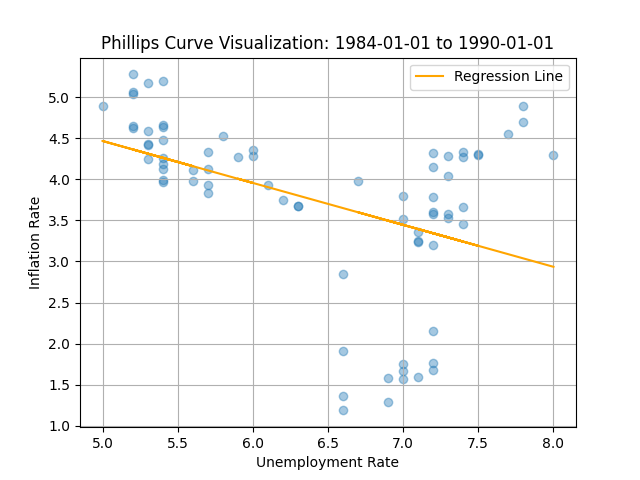 Phillips Curve Visualization: 1984-01-01 to 1990-01-01
Regression Line
Inflation Rate
5.0
4.5
4.0
3.5
3.0
2.5
2.0
1.5
1.0
5.0 5.5 6.0 6.5 7.0 7.5 8.0
Unemployment Rate